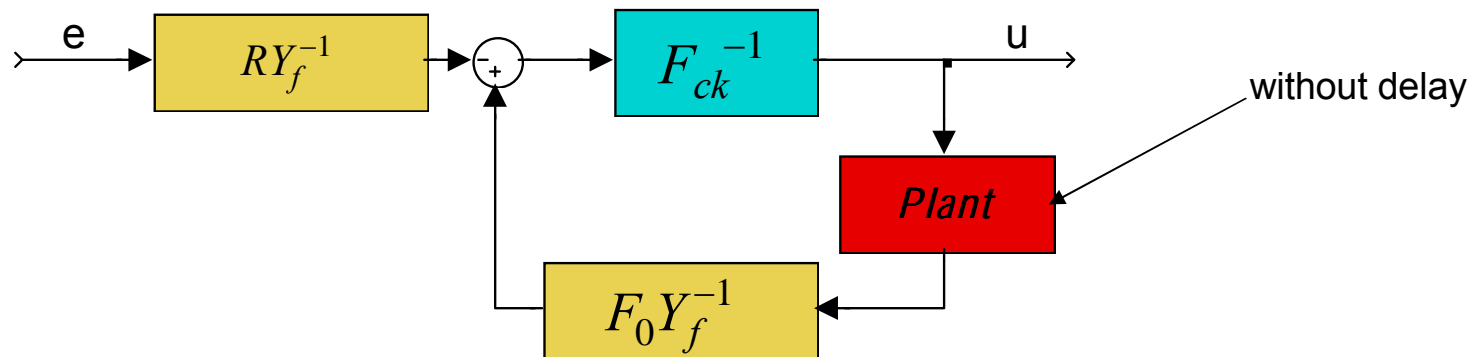 e
RY_f^{-1}
-
+
F_{ck}^{-1}
u
without delay
Plant
F_0Y_f^{-1}